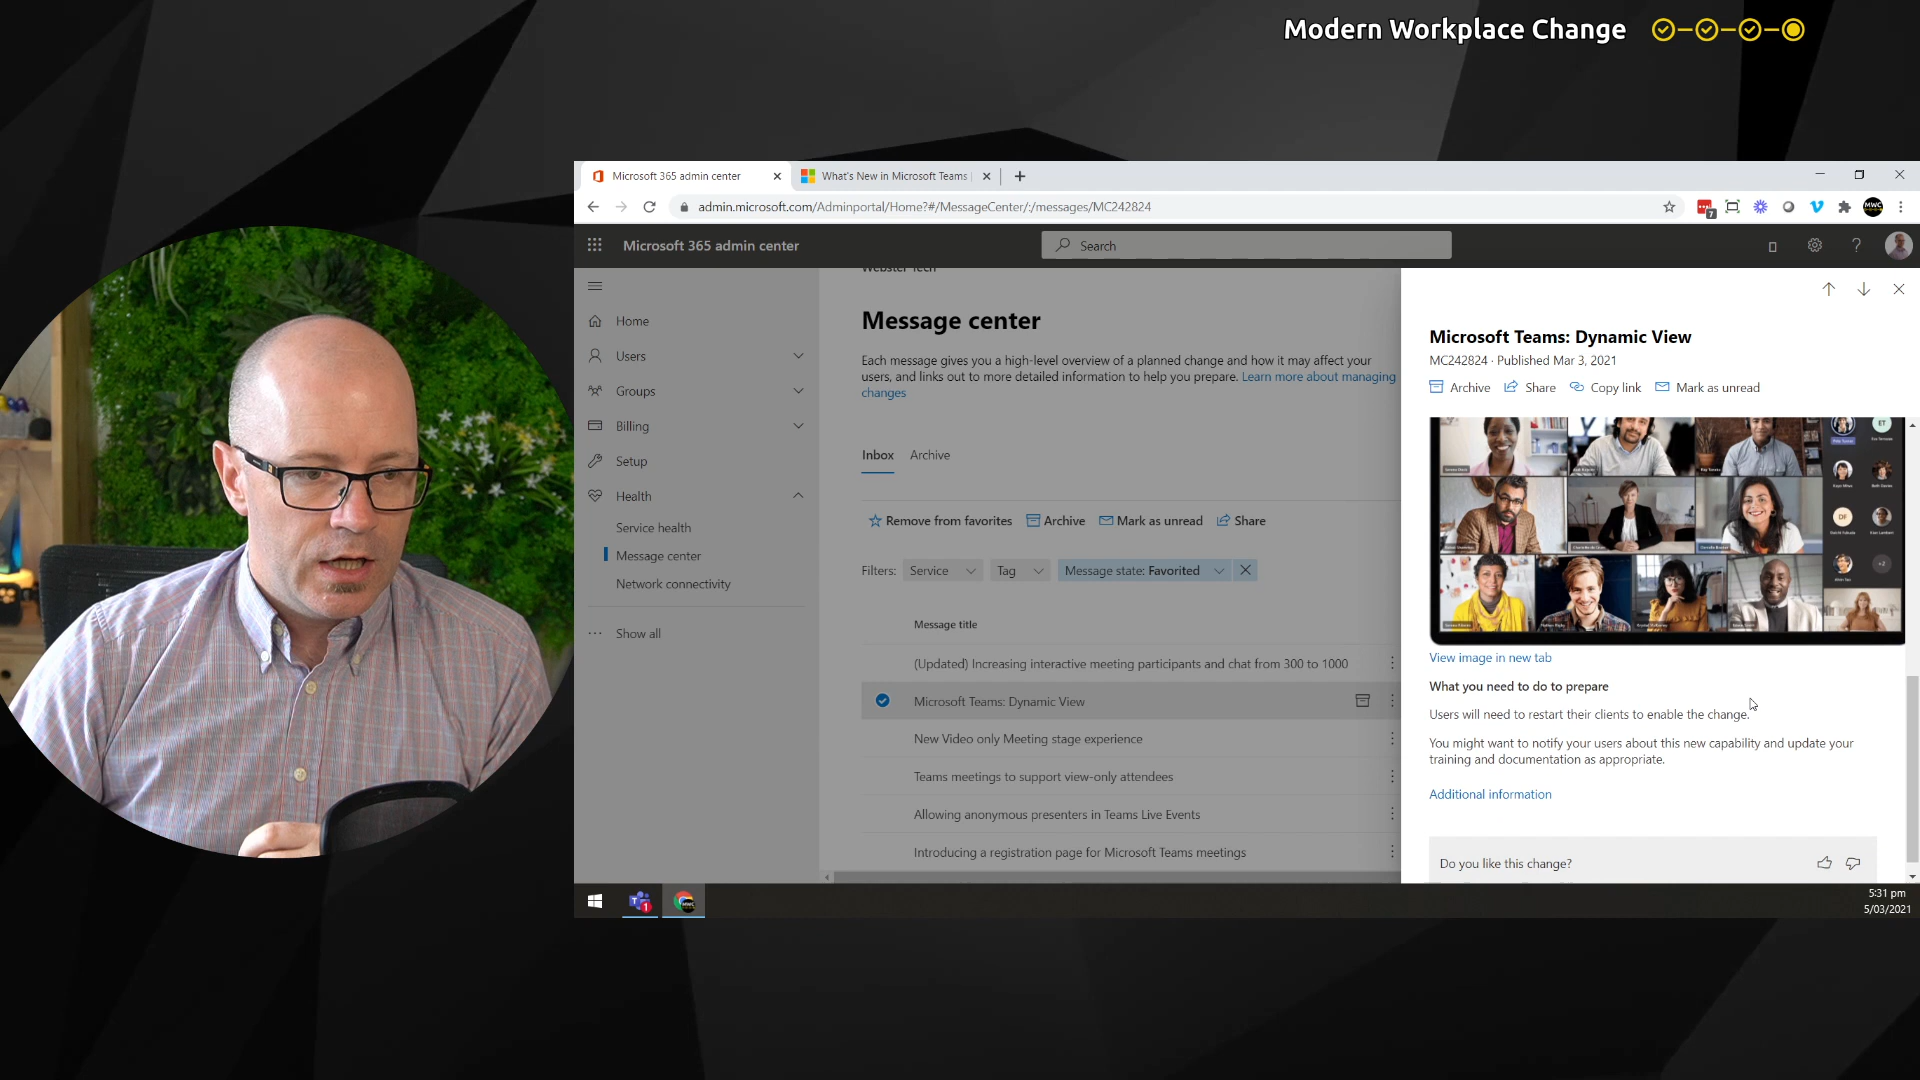 Modern Workplace Change
Microsoft 365 admin center
What's New in Microsoft Teams |
admin.microsoft.com/Adminportal/Home?#/MessageCenter/:/messages/MC242824
7
MWC
Microsoft 365 admin center
Search
Webster Tech
Home
Users
Groups
Billing
Setup
Health
Service health
Message center
Network connectivity
Show all
Message center
Each message gives you a high-level overview of a planned change and how it may affect your
users, and links out to more detailed information to help you prepare. Learn more about managing
changes
Inbox
Archive
Remove from favorites
Archive
Mark as unread
Share
Filters:
Service
Tag
Message state: Favorited
Message title
(Updated) Increasing interactive meeting participants and chat from 300 to 1000
Microsoft Teams: Dynamic View
New Video only Meeting stage experience
Teams meetings to support view-only attendees
Allowing anonymous presenters in Teams Live Events
Introducing a registration page for Microsoft Teams meetings
Microsoft Teams: Dynamic View
MC242824 · Published Mar 3, 2021
Archive
Share
Copy link
Mark as unread
ET
DF
+2
View image in new tab
What you need to do to prepare
Users will need to restart their clients to enable the change.
You might want to notify your users about this new capability and update your
training and documentation as appropriate.
Additional information
Do you like this change?
T
1
5:31 pm
5/03/2021